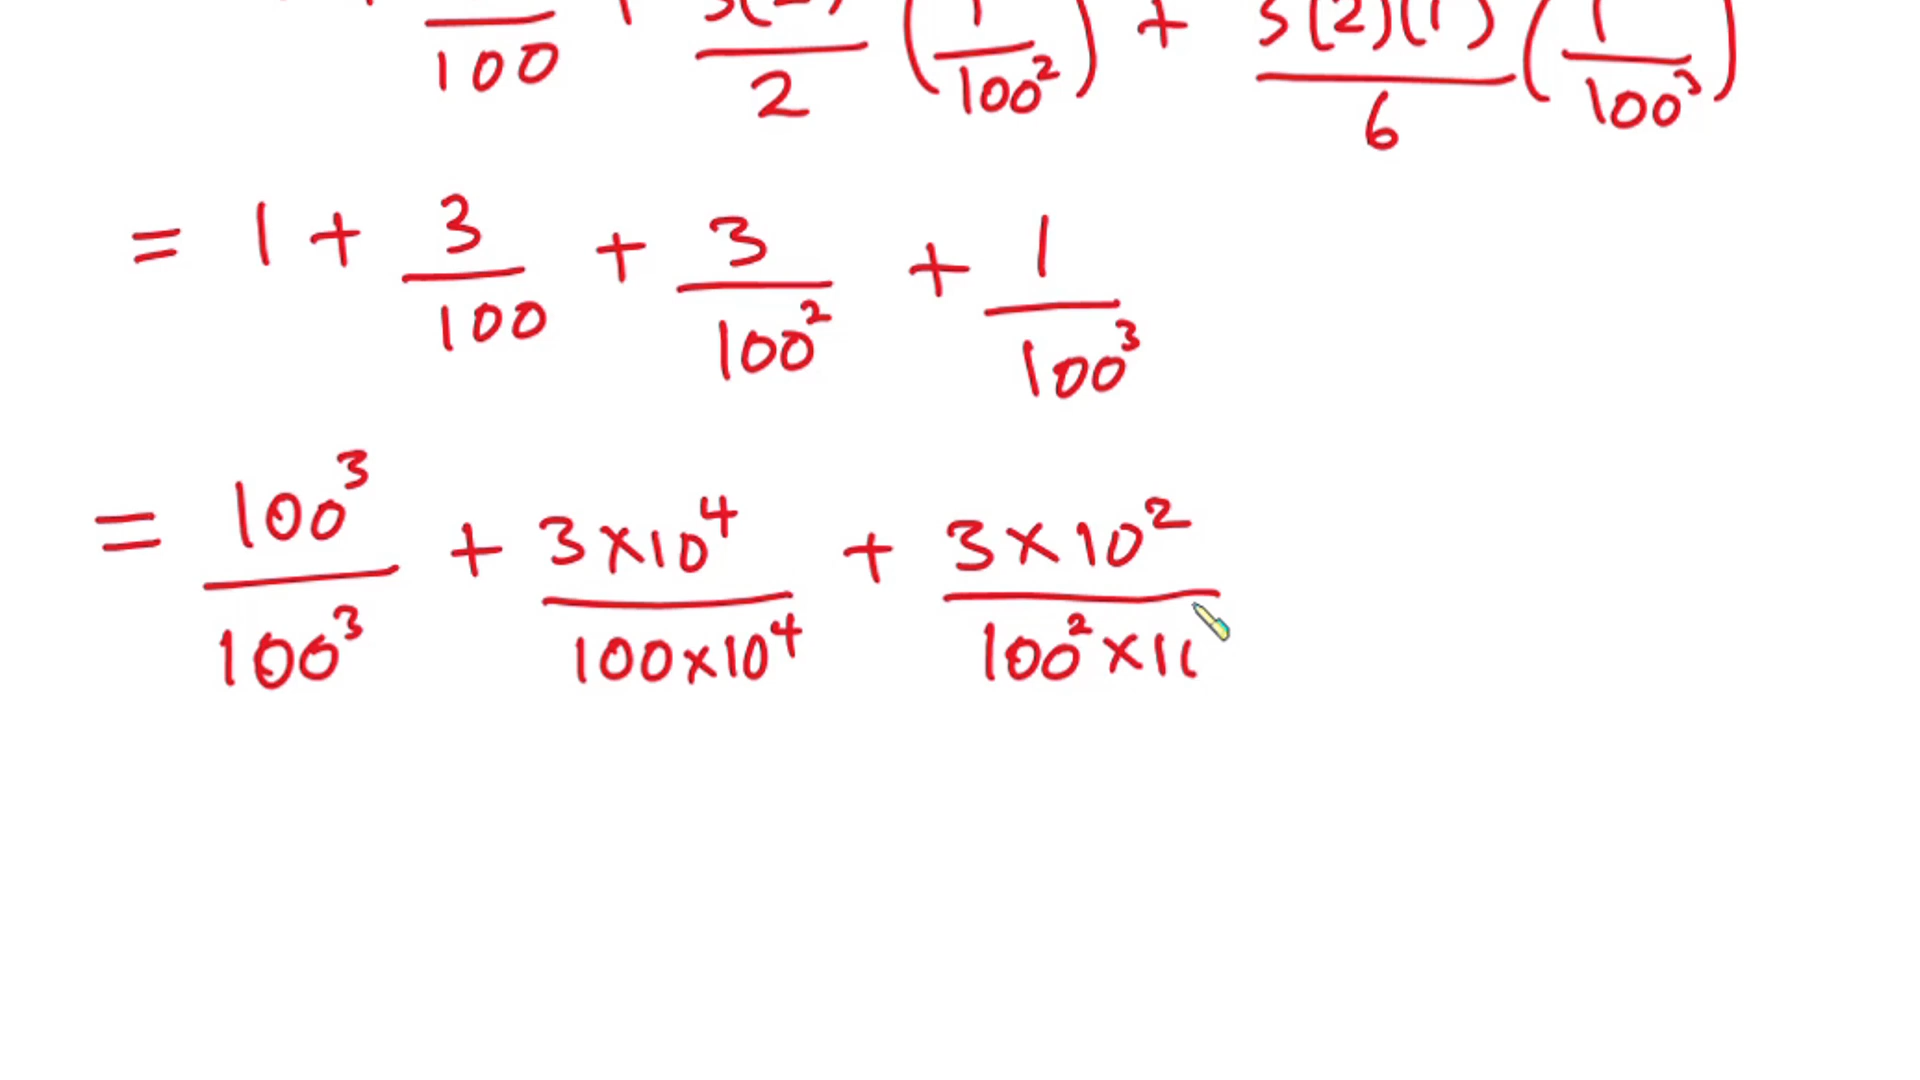 /100 + 3(2)/2 (1/100²) + 3(2)(1)/6 (1/100³)
= 1 + 3/100 + 3/100² + 1/100³
= 100³/100³ + 3×10⁴/100×10⁴ + 3×10²/100²×1